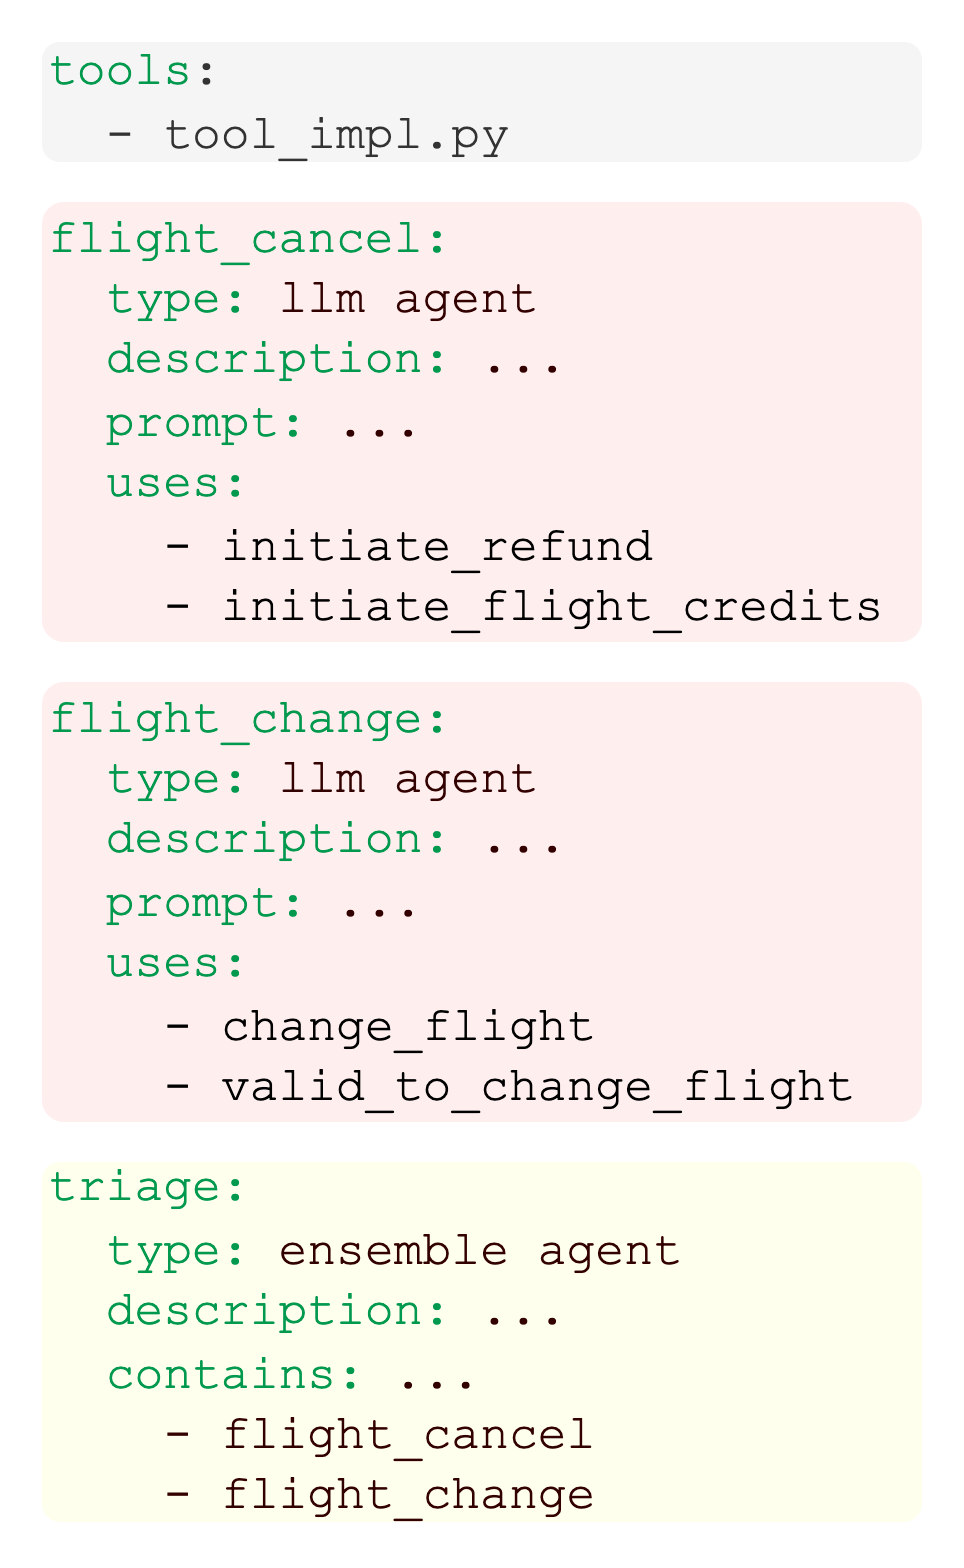 tools:
  - tool_impl.py
flight_cancel:
  type: llm agent
  description: ...
  prompt: ...
  uses:
    - initiate_refund
    - initiate_flight_credits
flight_change:
  type: llm agent
  description: ...
  prompt: ...
  uses:
    - change_flight
    - valid_to_change_flight
triage:
  type: ensemble agent
  description: ...
  contains: ...
    - flight_cancel
    - flight_change